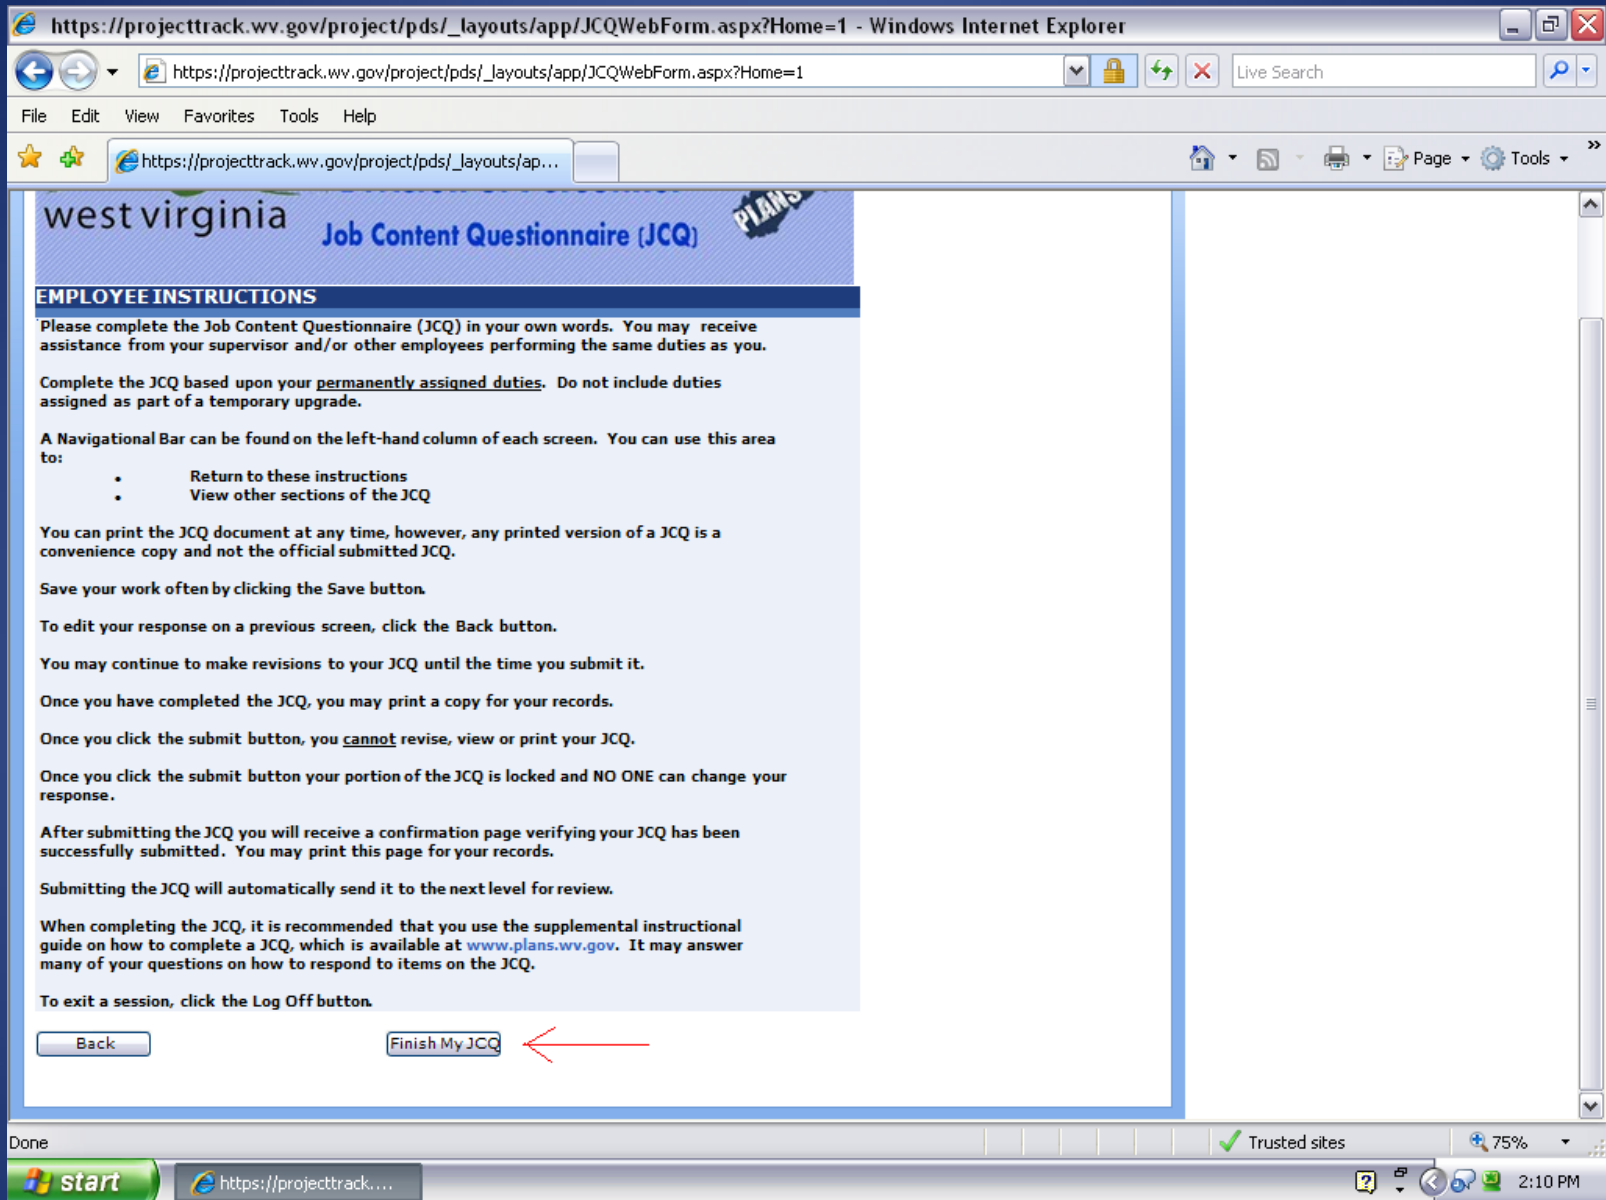 https://projecttrack.wv.gov/project/pds/_layouts/app/JCQWebForm.aspx?Home=1 - Windows Internet Explorer
https://projecttrack.wv.gov/project/pds/_layouts/app/JCQWebForm.aspx?Home=1
Live Search
File Edit View Favorites Tools Help
https://projecttrack.wv.gov/project/pds/_layouts/ap...
Page Tools
west virginia
PLANS
Job Content Questionnaire (JCQ)
EMPLOYEE INSTRUCTIONS
Please complete the Job Content Questionnaire (JCQ) in your own words. You may receive
assistance from your supervisor and/or other employees performing the same duties as you.
Complete the JCQ based upon your permanently assigned duties. Do not include duties
assigned as part of a temporary upgrade.
A Navigational Bar can be found on the left-hand column of each screen. You can use this area
to:
• Return to these instructions
• View other sections of the JCQ
You can print the JCQ document at any time, however, any printed version of a JCQ is a
convenience copy and not the official submitted JCQ.
Save your work often by clicking the Save button.
To edit your response on a previous screen, click the Back button.
You may continue to make revisions to your JCQ until the time you submit it.
Once you have completed the JCQ, you may print a copy for your records.
Once you click the submit button, you cannot revise, view or print your JCQ.
Once you click the submit button your portion of the JCQ is locked and NO ONE can change your
response.
After submitting the JCQ you will receive a confirmation page verifying your JCQ has been
successfully submitted. You may print this page for your records.
Submitting the JCQ will automatically send it to the next level for review.
When completing the JCQ, it is recommended that you use the supplemental instructional
guide on how to complete a JCQ, which is available at www.plans.wv.gov. It may answer
many of your questions on how to respond to items on the JCQ.
To exit a session, click the Log Off button.
Back
Finish My JCQ
Done
Trusted sites
75%
start
https://projecttrack....
2:10 PM